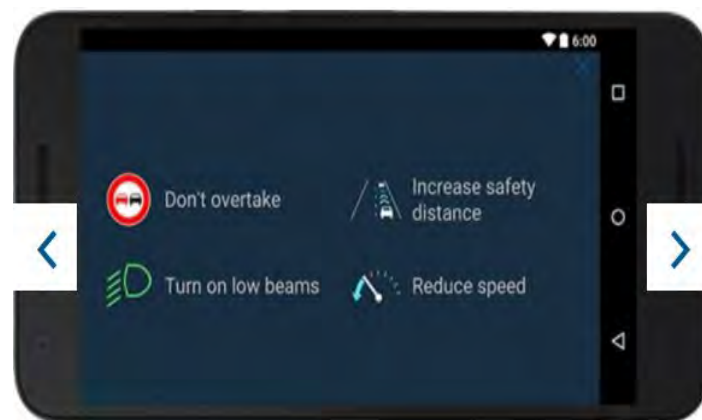 6:00
Don't overtake
Increase safety
distance
Turn on low beams
Reduce speed